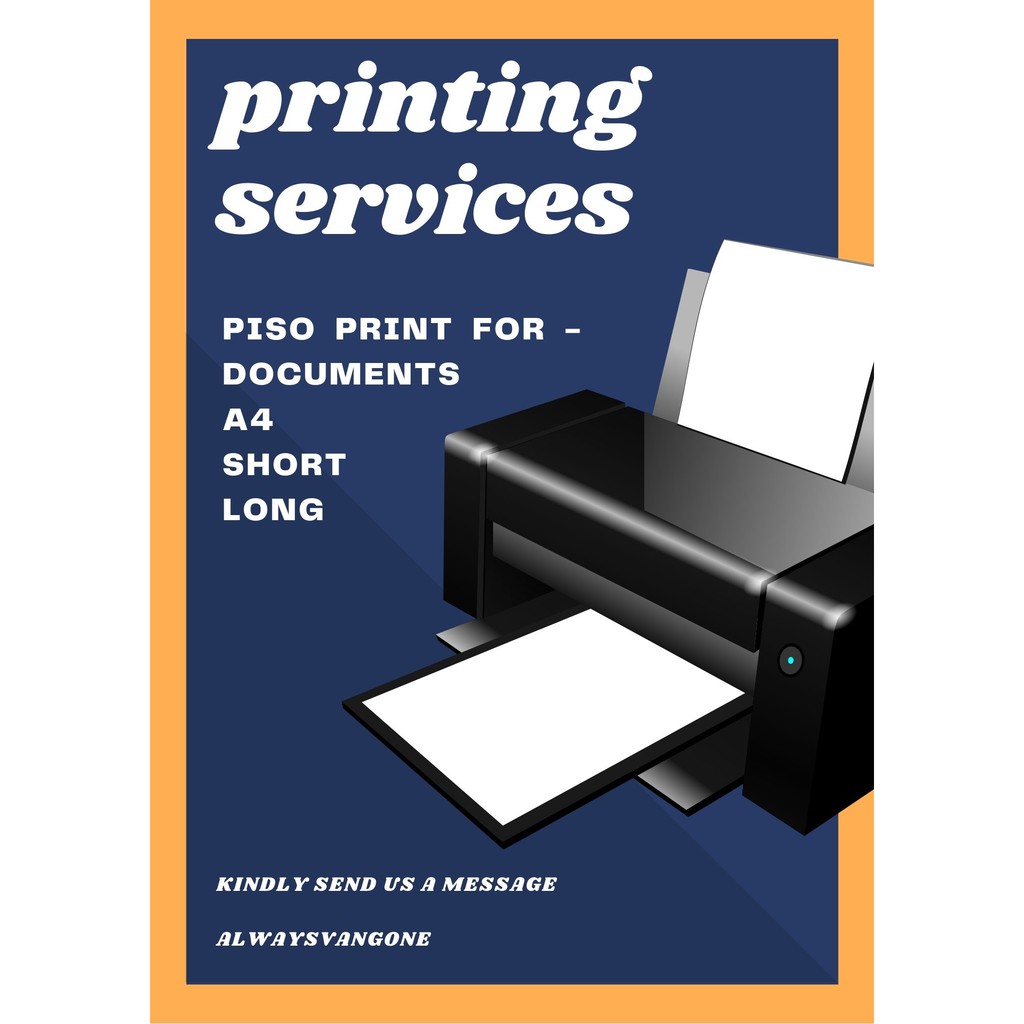 printing
services
PISO PRINT FOR -
DOCUMENTS
A4
SHORT
LONG
KINDLY SEND US A MESSAGE
ALWAYSVANGONE